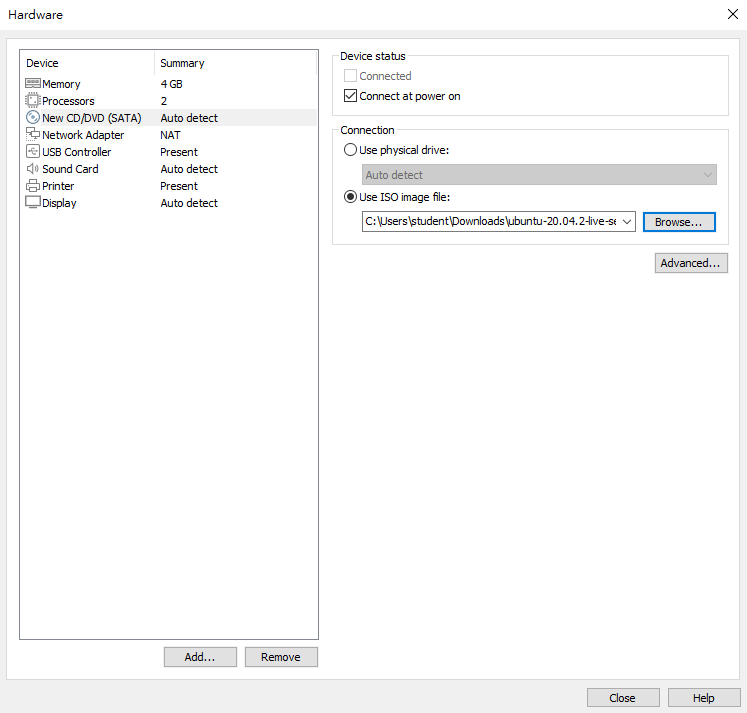 Hardware
Device Summary
Memory 4 GB
Processors 2
New CD/DVD (SATA) Auto detect
Network Adapter NAT
USB Controller Present
Sound Card Auto detect
Printer Present
Display Auto detect
Add... Remove
Device status
Connected
Connect at power on
Connection
Use physical drive:
Auto detect
Use ISO image file:
C:\Users\student\Downloads\ubuntu-20.04.2-live-se Browse...
Advanced...
Close Help